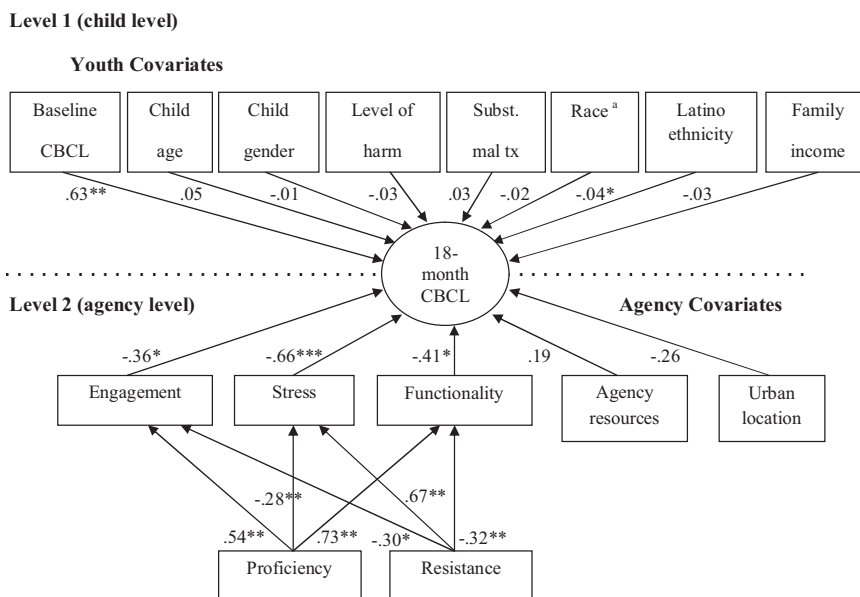 Level 1 (child level)
Youth Covariates
Baseline
CBCL
Child
age
Child
gender
Level of
harm
Subst.
mal tx
Race a
Latino
ethnicity
Family
income
.63**
.05
-.01
-.03
.03
-.02
-.04*
-.03
18-
month
CBCL
Level 2 (agency level)
Agency Covariates
-.36*
-.66***
-.41*
.19
-.26
Engagement
Stress
Functionality
Agency
resources
Urban
location
-.28**
.67**
.54**
.73**
-.30*
-.32**
Proficiency
Resistance